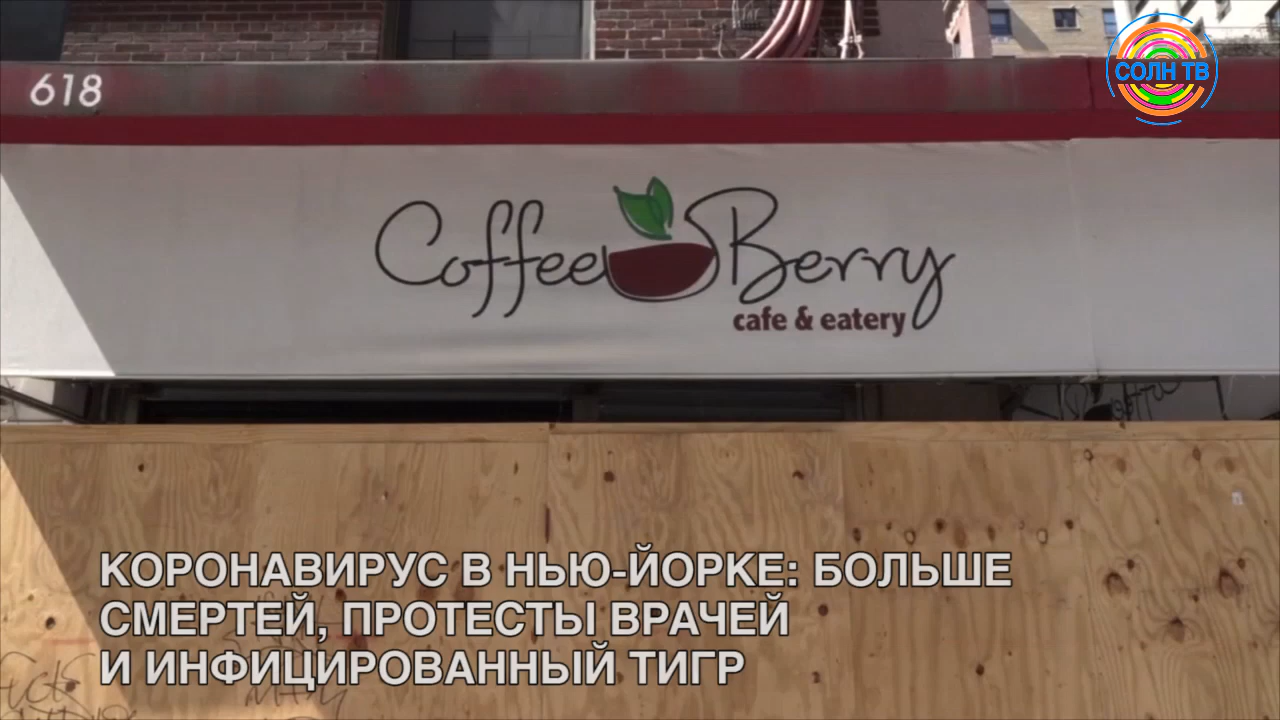 618
СОЛН ТВ
Coffee Berry
cafe & eatery
КОРОНАВИРУС В НЬЮ-ЙОРКЕ: БОЛЬШЕ
СМЕРТЕЙ, ПРОТЕСТЫ ВРАЧЕЙ
И ИНФИЦИРОВАННЫЙ ТИГР